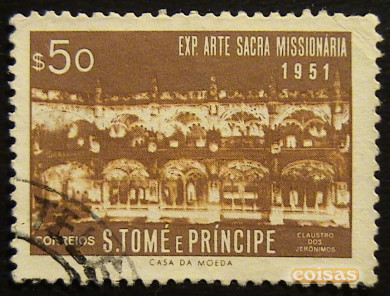 EXP. ARTE SACRA MISSIONÁRIA
$50
1951
CORREIOS
S. TOMÉ E PRÍNCIPE
CLAUSTRO
DOS
JERÓNIMOS
CASA DA MOEDA
coisas